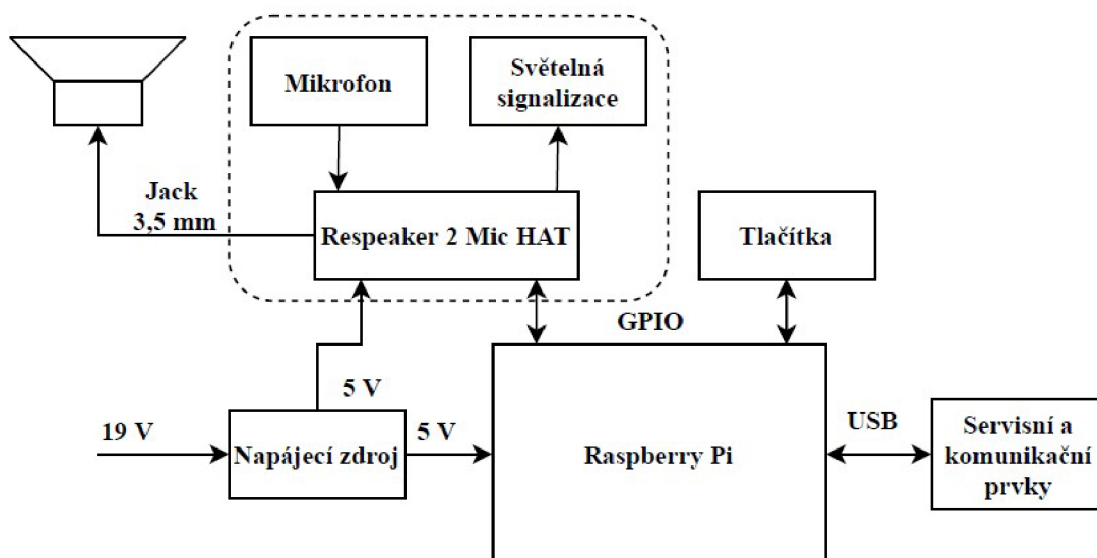 Mikrofon
Světelná
signalizace
Jack
3,5 mm
Respeaker 2 Mic HAT
Tlačítka
GPIO
5 V
19 V
Napájecí zdroj
5 V
Raspberry Pi
USB
Servisní a
komunikační
prvky